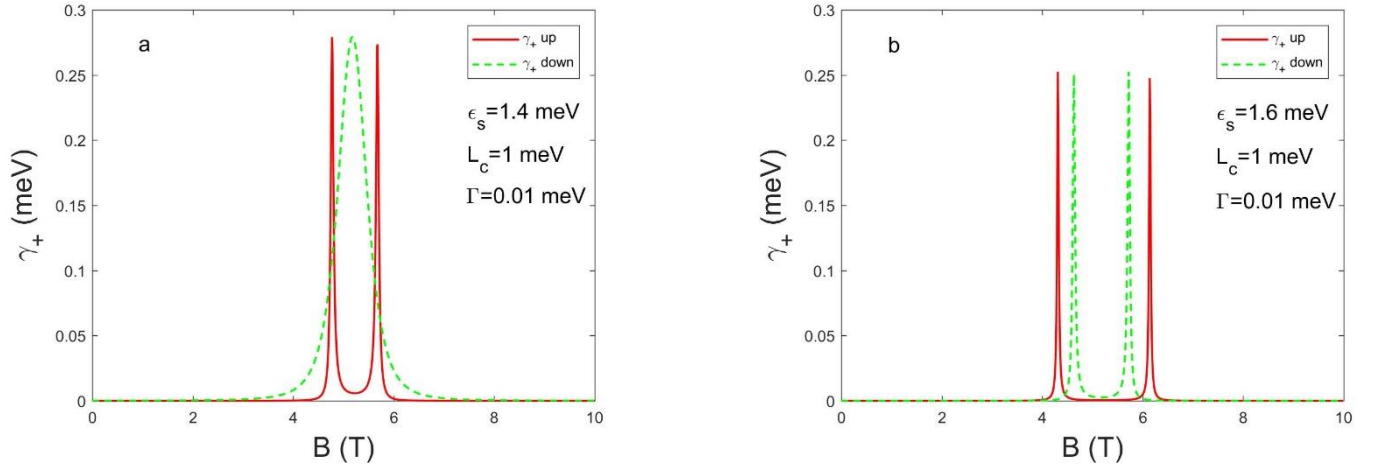 a
γ₊ up
γ₊ down
ϵₛ=1.4 meV
L_c=1 meV
Γ=0.01 meV
0.3
0.25
0.2
0.15
0.1
0.05
0
γ₊ (meV)
0 2 4 6 8 10
B (T)
b
γ₊ up
γ₊ down
ϵₛ=1.6 meV
L_c=1 meV
Γ=0.01 meV
0.3
0.25
0.2
0.15
0.1
0.05
0
γ₊ (meV)
0 2 4 6 8 10
B (T)